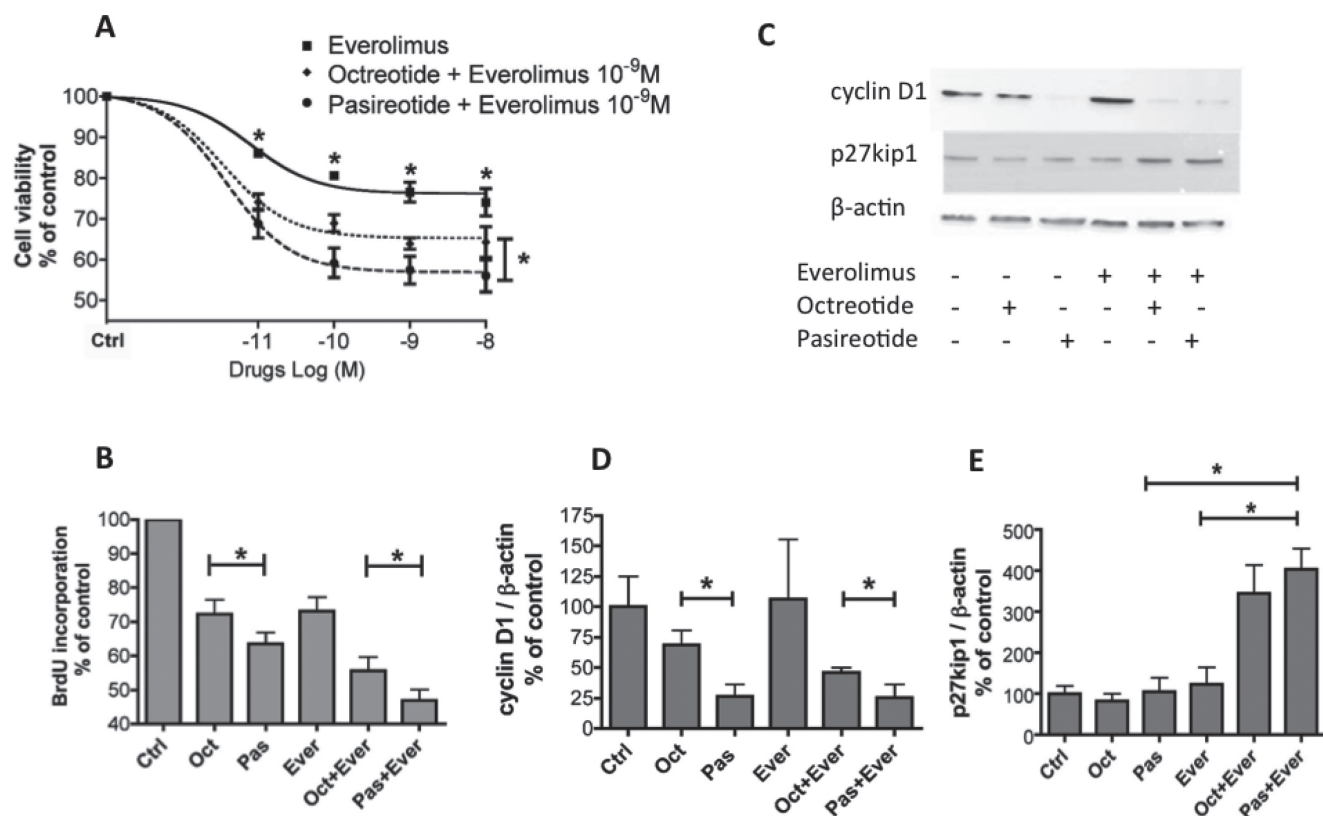 A
Everolimus
Octreotide + Everolimus 10⁻⁹M
Pasireotide + Everolimus 10⁻⁹M
Cell viability
% of control
100
90
80
70
60
50
* * * *
*
Ctrl -11 -10 -9 -8
Drugs Log (M)
C
cyclin D1
p27kip1
β-actin
Everolimus - - - + + +
Octreotide - + - - + -
Pasireotide - - + - - +
B
BrdU incorporation
% of control
100
90
80
70
60
50
40
* *
Ctrl Oct Pas Ever Oct+Ever Pas+Ever
D
cyclin D1 / β-actin
% of control
175
150
125
100
75
50
25
0
* *
Ctrl Oct Pas Ever Oct+Ever Pas+Ever
E
p27kip1 / β-actin
% of control
500
400
300
200
100
0
*
*
Ctrl Oct Pas Ever Oct+Ever Pas+Ever